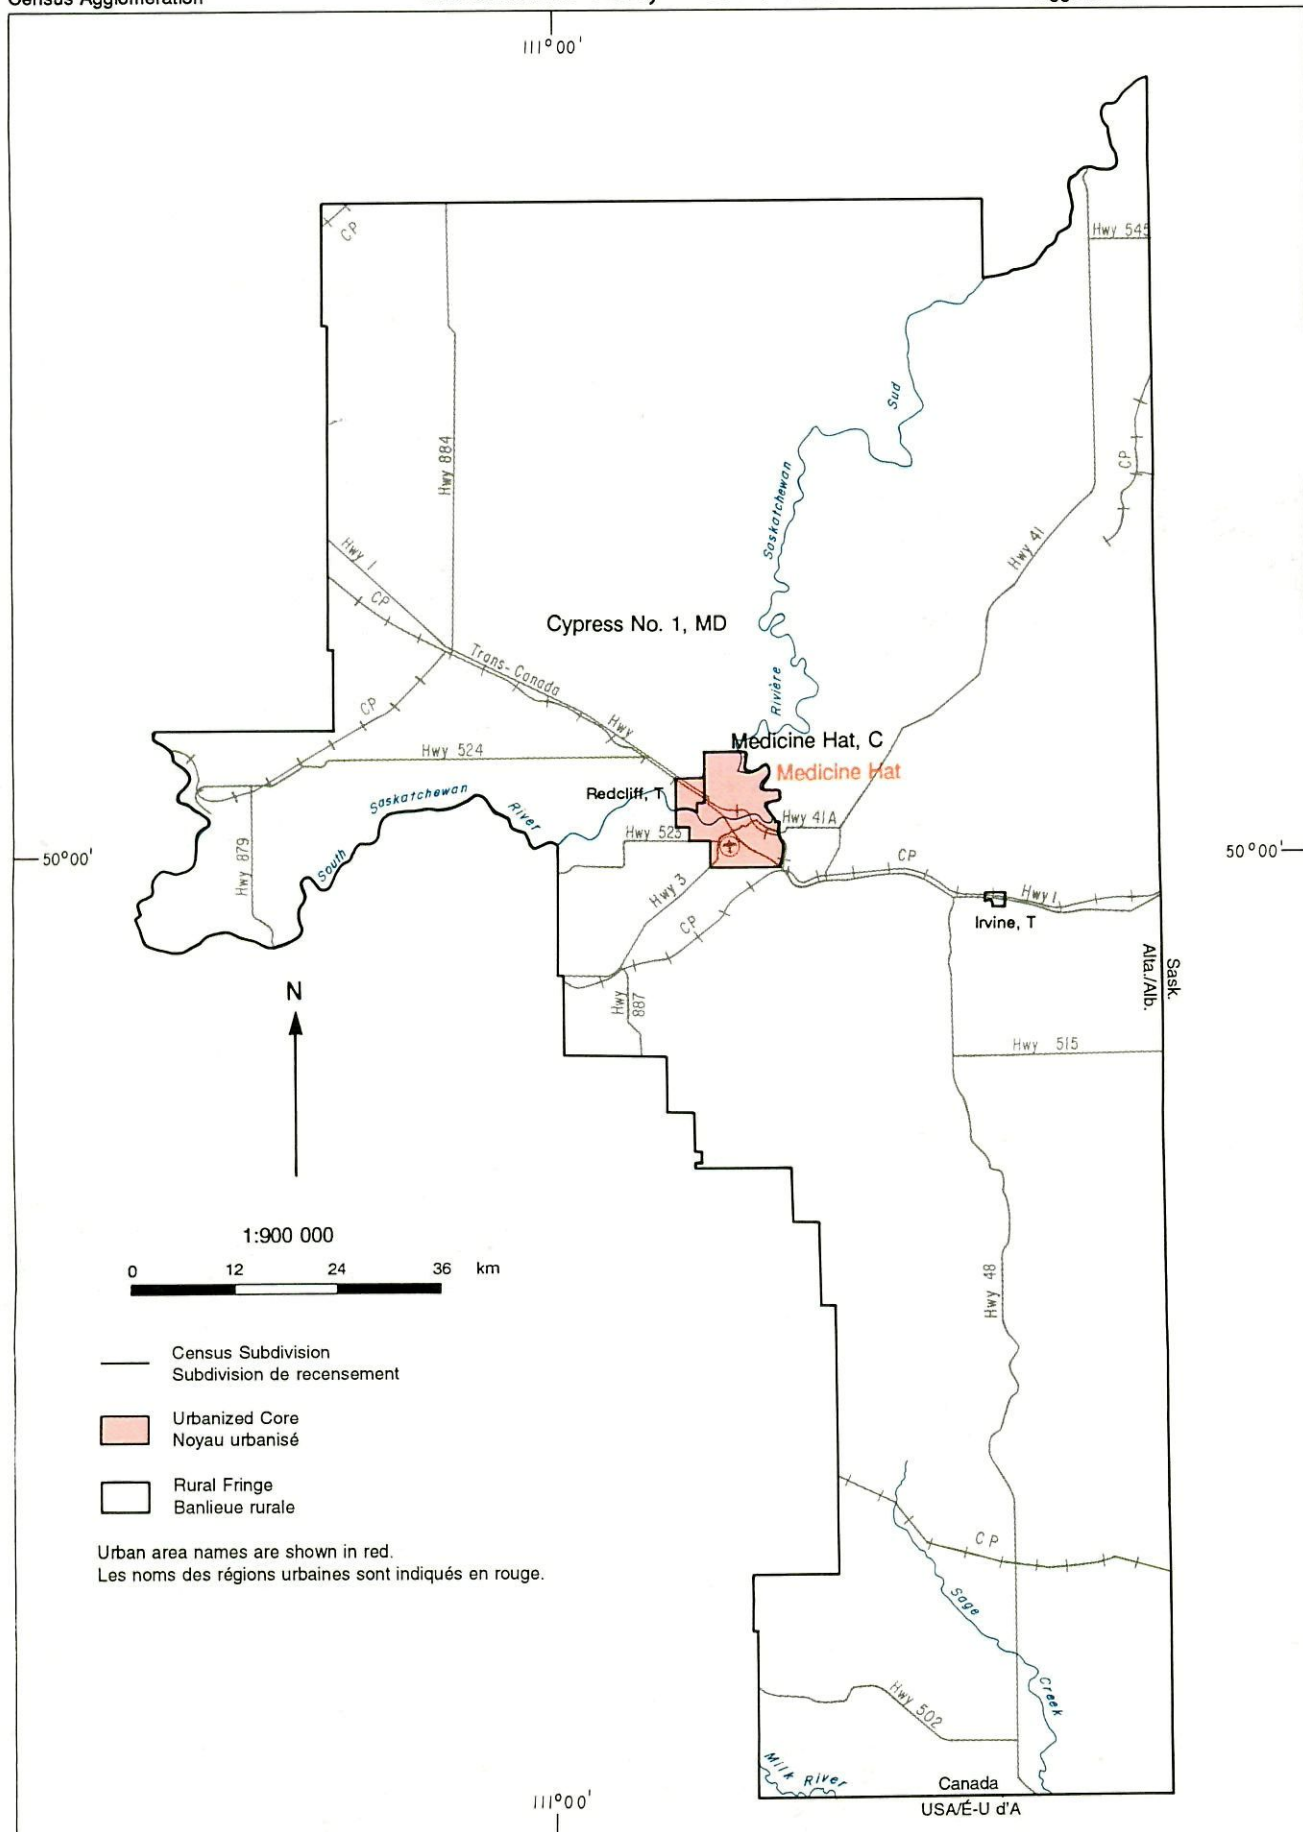 Census Agglomeration
111°00'
CP
Hwy 545
Sud
Hwy 884
CP
Saskatchewan
Hwy 41
Hwy 1
CP
Cypress No. 1, MD
Trans-Canada
Hwy
Rivière
CP
Medicine Hat, C
Medicine Hat
Hwy 524
Redcliff, T
Saskatchewan
River
South
Hwy 41A
Hwy 523
50°00'
50°00'
CP
Hwy 879
Hwy 3
CP
Hwy 1
Irvine, T
Sask.
Alta./Alb.
N
Hwy
887
Hwy 515
1:900 000
0 12 24 36 km
Hwy 48
Census Subdivision
Subdivision de recensement
Urbanized Core
Noyau urbanisé
Rural Fringe
Banlieue rurale
Urban area names are shown in red.
Les noms des régions urbaines sont indiqués en rouge.
CP
Sage
Creek
Hwy 502
Milk River
Canada
USA/É-U d'A
111°00'